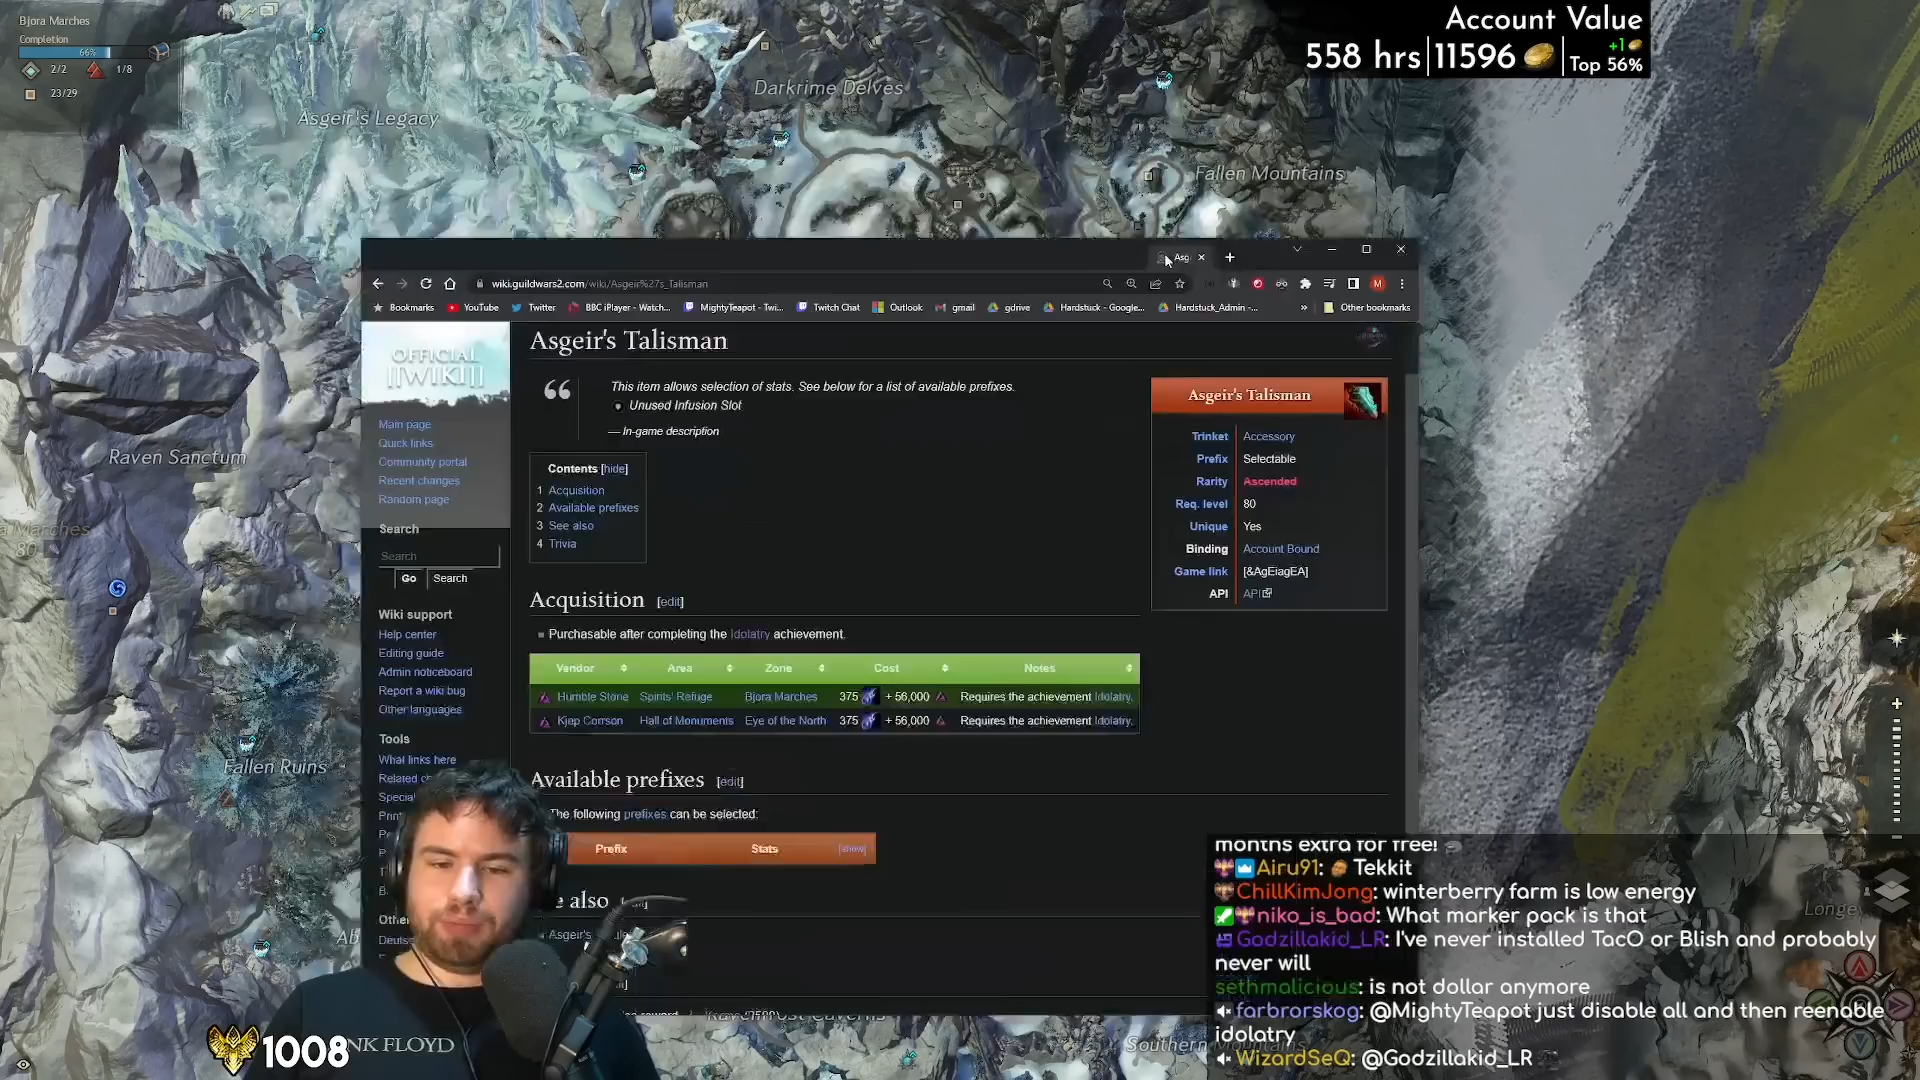 Bjora Marches
Completion
66%
2/2
1/8
23/29
Account Value
558 hrs
11596
+1
Top 56%
Asgeir's Legacy
Darkrime Delves
Fallen Mountains
Raven Sanctum
80
Fallen Ruins
Asg
wiki.guildwars2.com/wiki/Asgeir%27s_Talisman
M
Bookmarks
YouTube
Twitter
BBC iPlayer - Watch...
MightyTeapot - Twi...
Twitch Chat
Outlook
gmail
gdrive
Hardstuck - Google...
Hardstuck_Admin -...
»
Other bookmarks
OFFICIAL
WIKI
Main page
Quick links
Community portal
Recent changes
Random page
Search
Search
Go
Search
Wiki support
Help center
Editing guide
Admin noticeboard
Report a wiki bug
Other languages
Tools
What links here
Asgeir's Talisman
This item allows selection of stats. See below for a list of available prefixes.
Unused Infusion Slot
— In-game description
Contents [hide]
1 Acquisition
2 Available prefixes
3 See also
4 Trivia
Asgeir's Talisman
Trinket Accessory
Prefix Selectable
Rarity Ascended
Req. level 80
Unique Yes
Binding Account Bound
Game link [&AgEiagEA]
API API
Acquisition [edit]
Purchasable after completing the Idolatry achievement.
Vendor Area Zone Cost Notes
Humble Stone Spirits' Refuge Bjora Marches 375 + 56,000 Requires the achievement Idolatry.
Kjep Corrson Hall of Monuments Eye of the North 375 + 56,000 Requires the achievement Idolatry.
Available prefixes [edit]
The following prefixes can be selected:
Prefix Stats [show]
also
Asgeir's
months extra for free!
Airu91: Tekkit
ChillKimJong: winterberry farm is low energy
niko_is_bad: What marker pack is that
Godzillakid_LR: I've never installed TacO or Blish and probably
never will
sethmalicious: is not dollar anymore
farbrorskog: @MightyTeapot just disable all and then reenable
idolatry
WizardSeQ: @Godzillakid_LR
1008
NK FLOYD